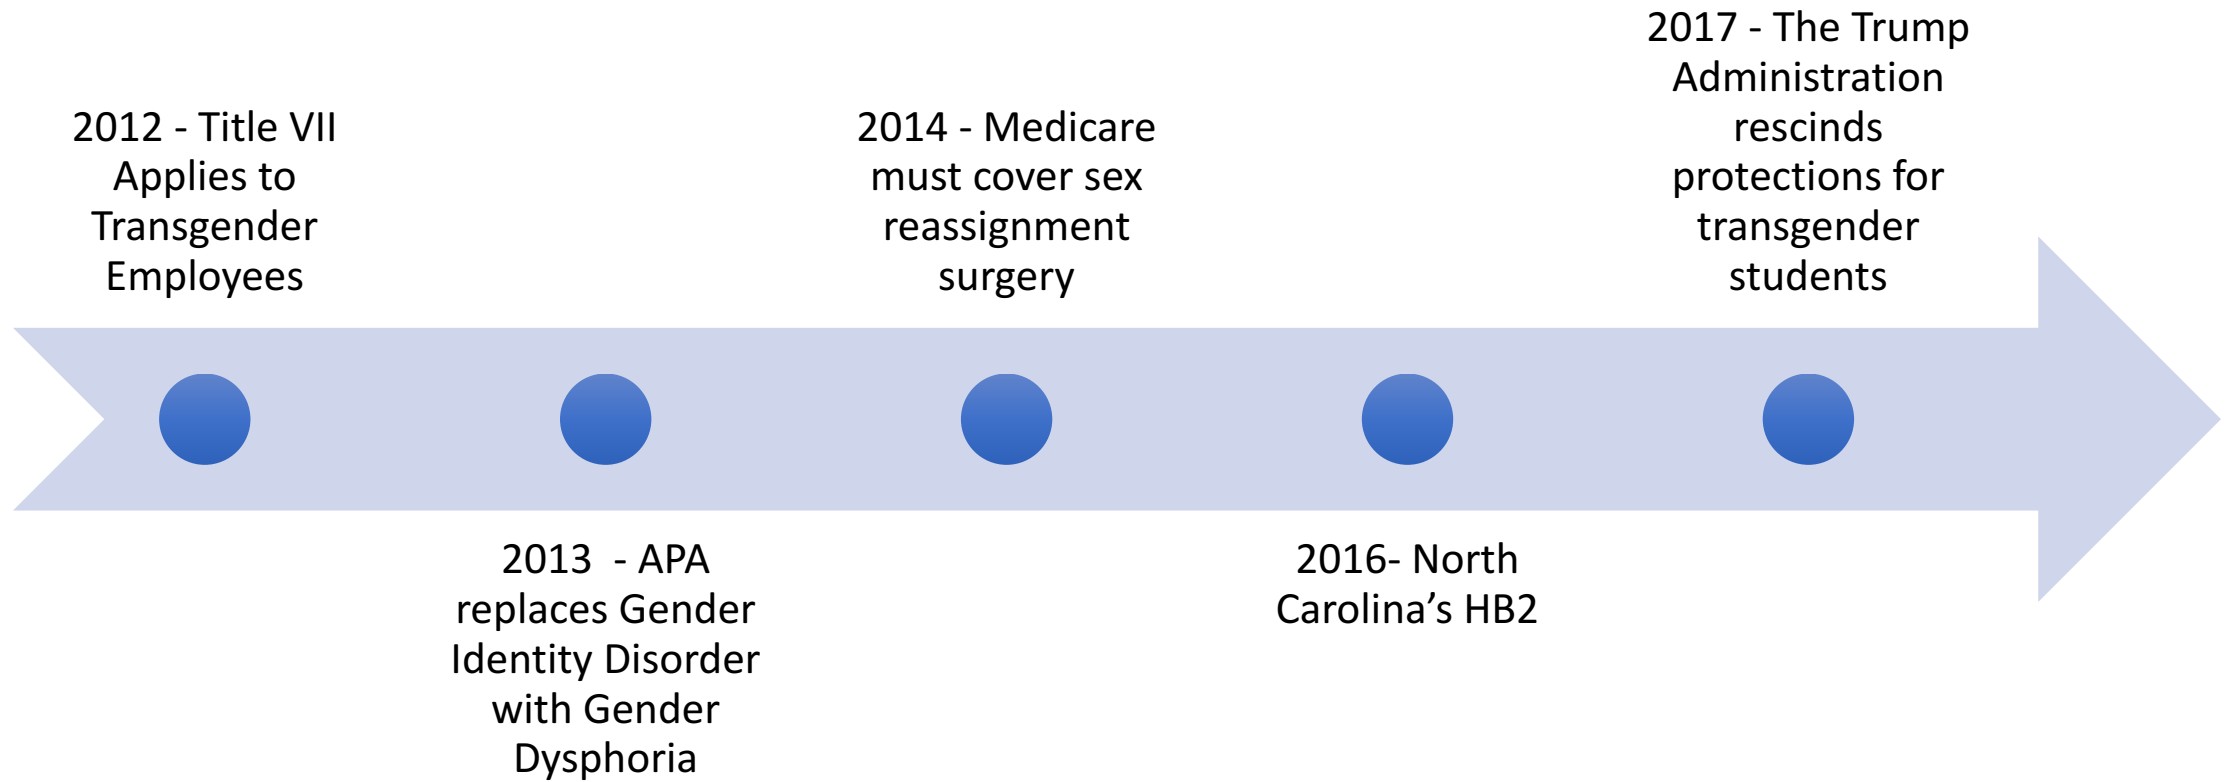 2012 - Title VII
Applies to
Transgender
Employees
2013  - APA
replaces Gender
Identity Disorder
with Gender
Dysphoria
2014 - Medicare
must cover sex
reassignment
surgery
2016- North
Carolina’s HB2
2017 - The Trump
Administration
rescinds
protections for
transgender
students